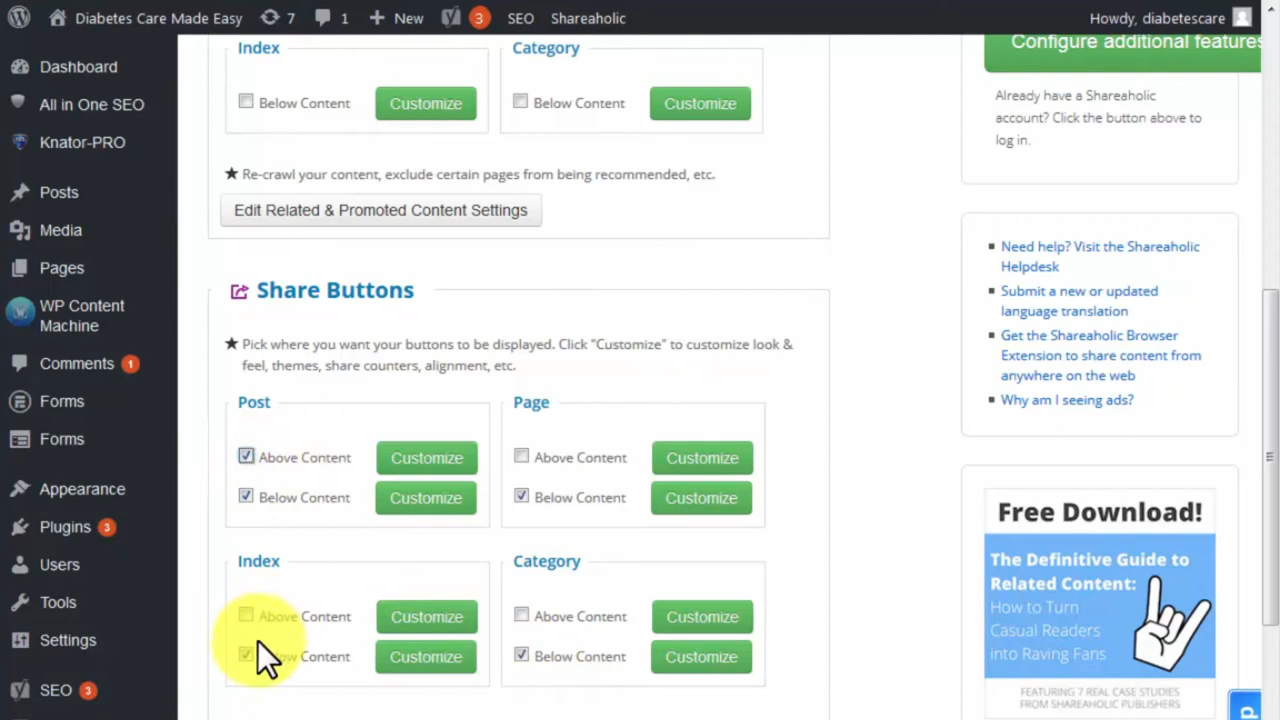 Diabetes Care Made Easy 7 1 New 3 SEO Shareaholic Howdy, diabetescare
Dashboard
All in One SEO
Knator-PRO
Posts
Media
Pages
WP Content
Machine
Comments 1
Forms
Forms
Appearance
Plugins 3
Users
Tools
Settings
SEO 3
Index Category
Below Content Customize Below Content Customize
★ Re-crawl your content, exclude certain pages from being recommended, etc.
Edit Related & Promoted Content Settings
Share Buttons
★ Pick where you want your buttons to be displayed. Click "Customize" to customize look &
feel, themes, share counters, alignment, etc.
Post Page
Above Content Customize Above Content Customize
Below Content Customize Below Content Customize
Index Category
Above Content Customize Above Content Customize
Content Customize Below Content Customize
Configure additional features
Already have a Shareaholic
account? Click the button above to
log in.
Need help? Visit the Shareaholic
Helpdesk
Submit a new or updated
language translation
Get the Shareaholic Browser
Extension to share content from
anywhere on the web
Why am I seeing ads?
Free Download!
The Definitive Guide to
Related Content:
How to Turn
Casual Readers
into Raving Fans
FEATURING 7 REAL CASE STUDIES
FROM SHAREAHOLIC PUBLISHERS